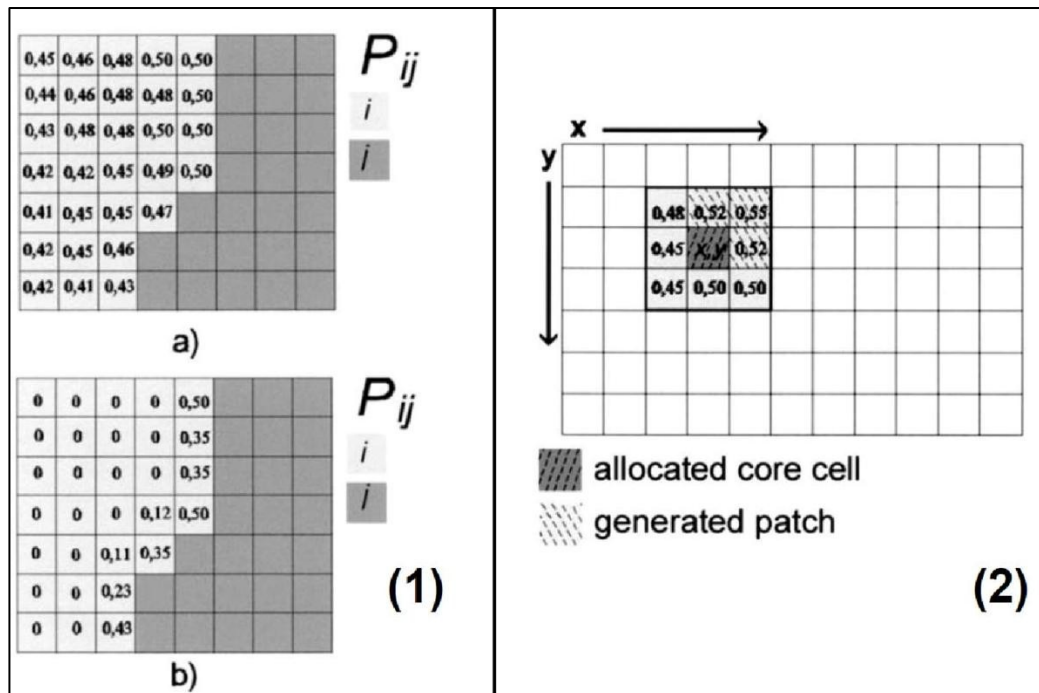 0,45 0,46 0,48 0,50 0,50
0,44 0,46 0,48 0,48 0,50
0,43 0,48 0,48 0,50 0,50
0,42 0,42 0,45 0,49 0,50
0,41 0,45 0,45 0,47
0,42 0,45 0,46
0,42 0,41 0,43
Pij
i
j
a)
0 0 0 0 0,50
0 0 0 0 0,35
0 0 0 0 0,35
0 0 0 0,12 0,50
0 0 0,11 0,35
0 0 0,23
0 0 0,43
Pij
i
j
b)
(1)
x
y
0,48 0,52 0,55
0,45 x,y 0,52
0,45 0,50 0,50
allocated core cell
generated patch
(2)